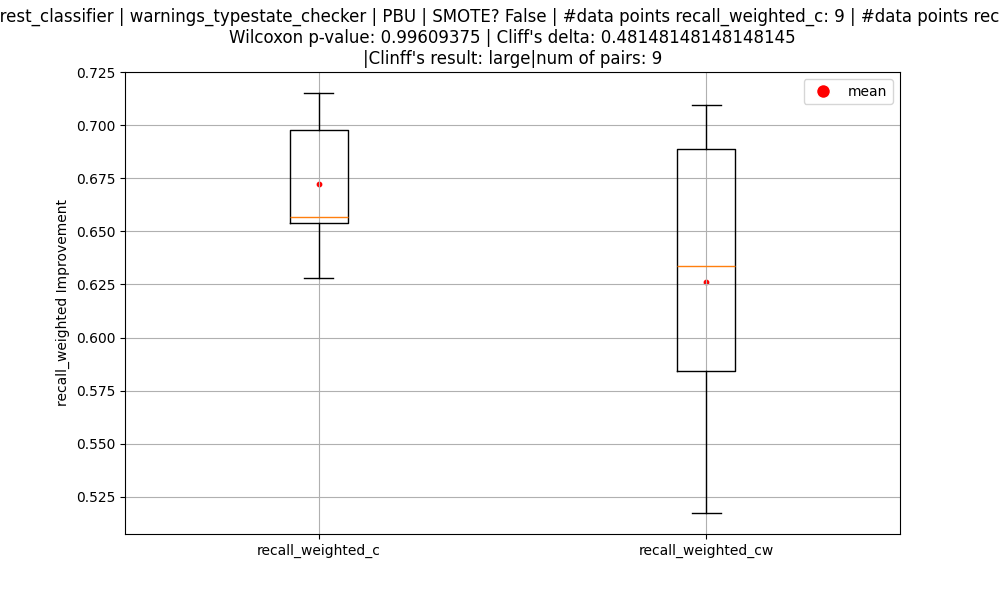 rest_classifier | warnings_typestate_checker | PBU | SMOTE? False | #data points recall_weighted_c: 9 | #data points rec
Wilcoxon p-value: 0.99609375 | Cliff's delta: 0.48148148148148145
|Clinff's result: large|num of pairs: 9
mean
0.725
0.700
0.675
0.650
0.625
0.600
0.575
0.550
0.525
recall_weighted Improvement
recall_weighted_c
recall_weighted_cw